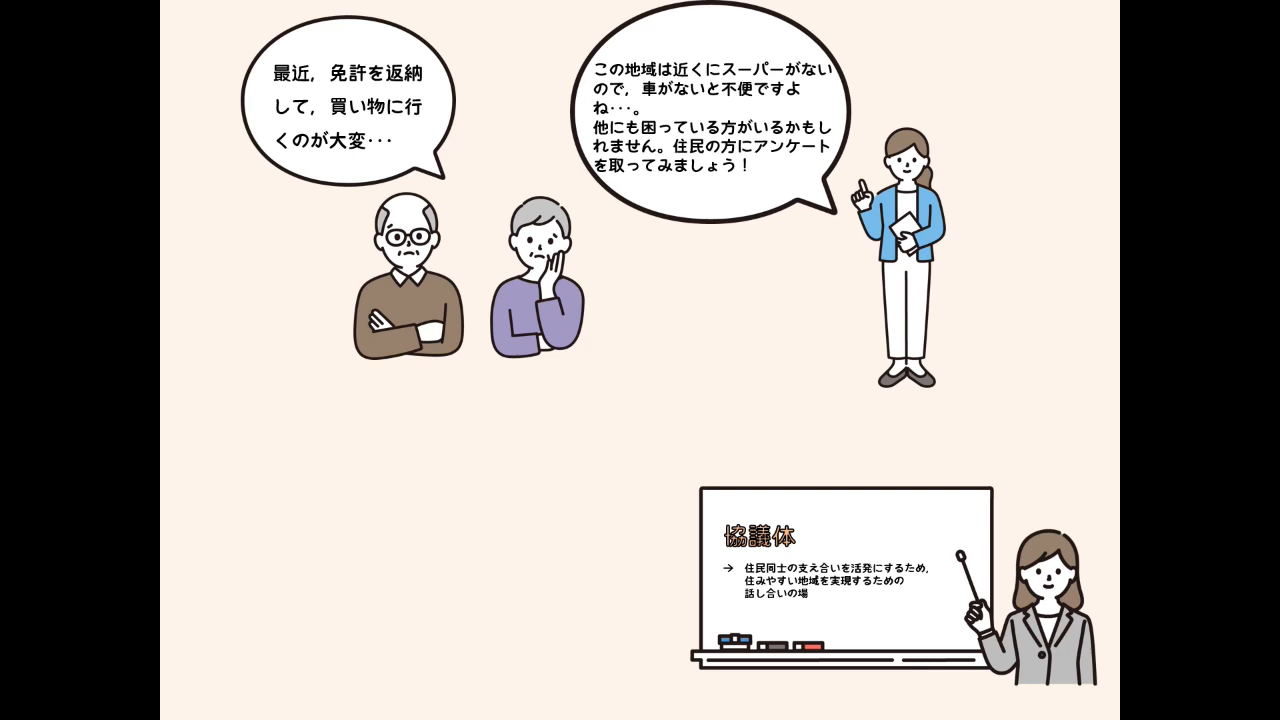 最近，免許を返納
して，買い物に行
くのが大変･･･
この地域は近くにスーパーがない
ので，車がないと不便ですよ
ね･･･。
他にも困っている方がいるかもし
れません。住民の方にアンケート
を取ってみましょう！
協議体
→ 住民同士の支え合いを活発にするため，
住みやすい地域を実現するための
話し合いの場